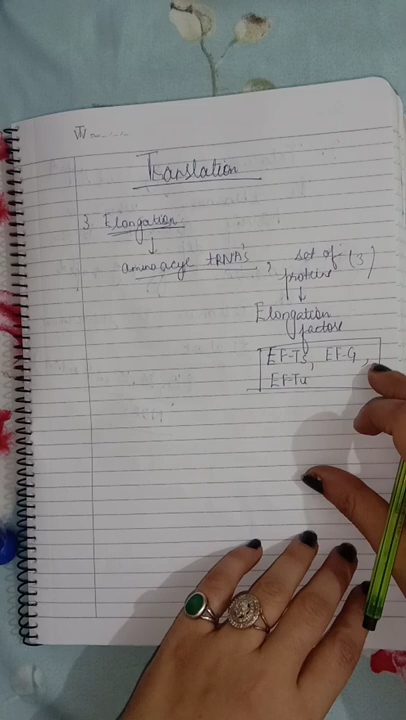 Translation
3 Elongation
↓
aminoacyl tRNA's , set of (3)
proteins
↓
Elongation
factors
EF-Ts, EF-G,
EF-Tu